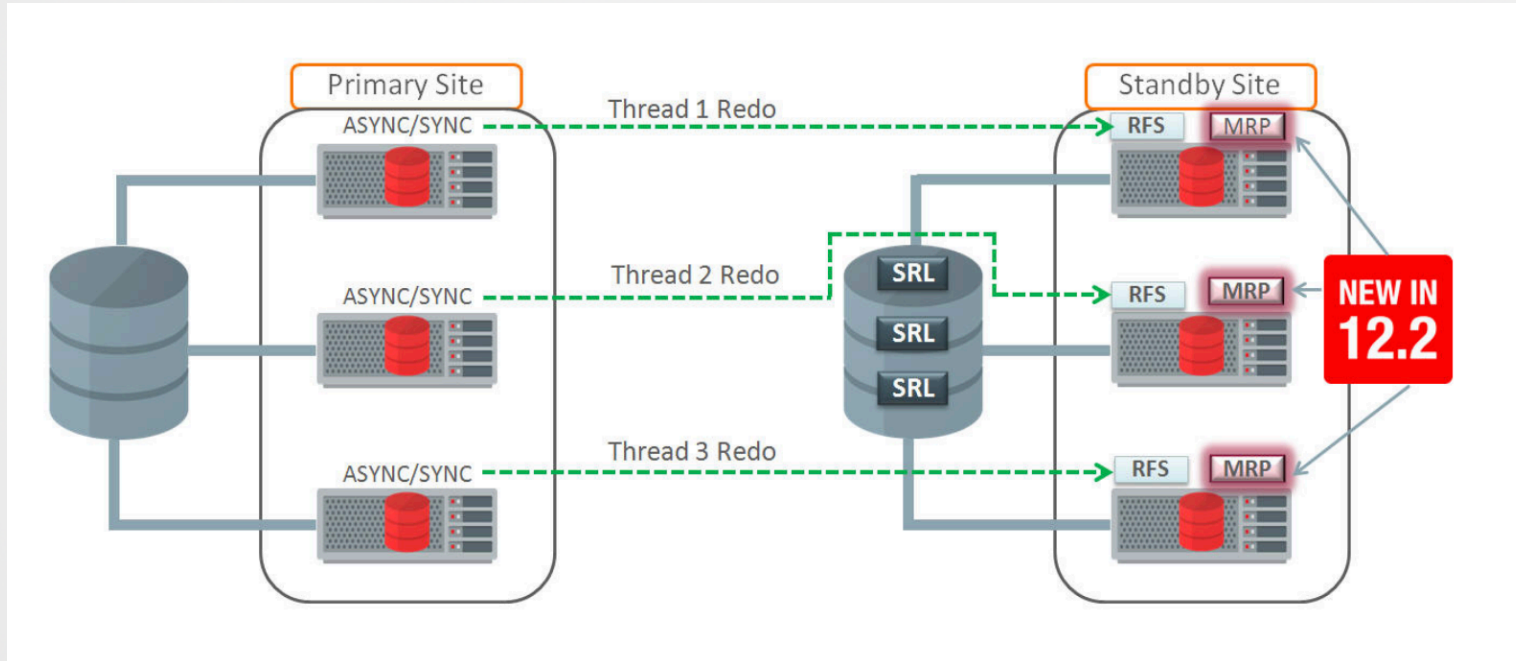 Primary Site
Standby Site
ASYNC/SYNC
Thread 1 Redo
RFS
MRP
ASYNC/SYNC
Thread 2 Redo
SRL
RFS
MRP
NEW IN
12.2
SRL
SRL
ASYNC/SYNC
Thread 3 Redo
RFS
MRP